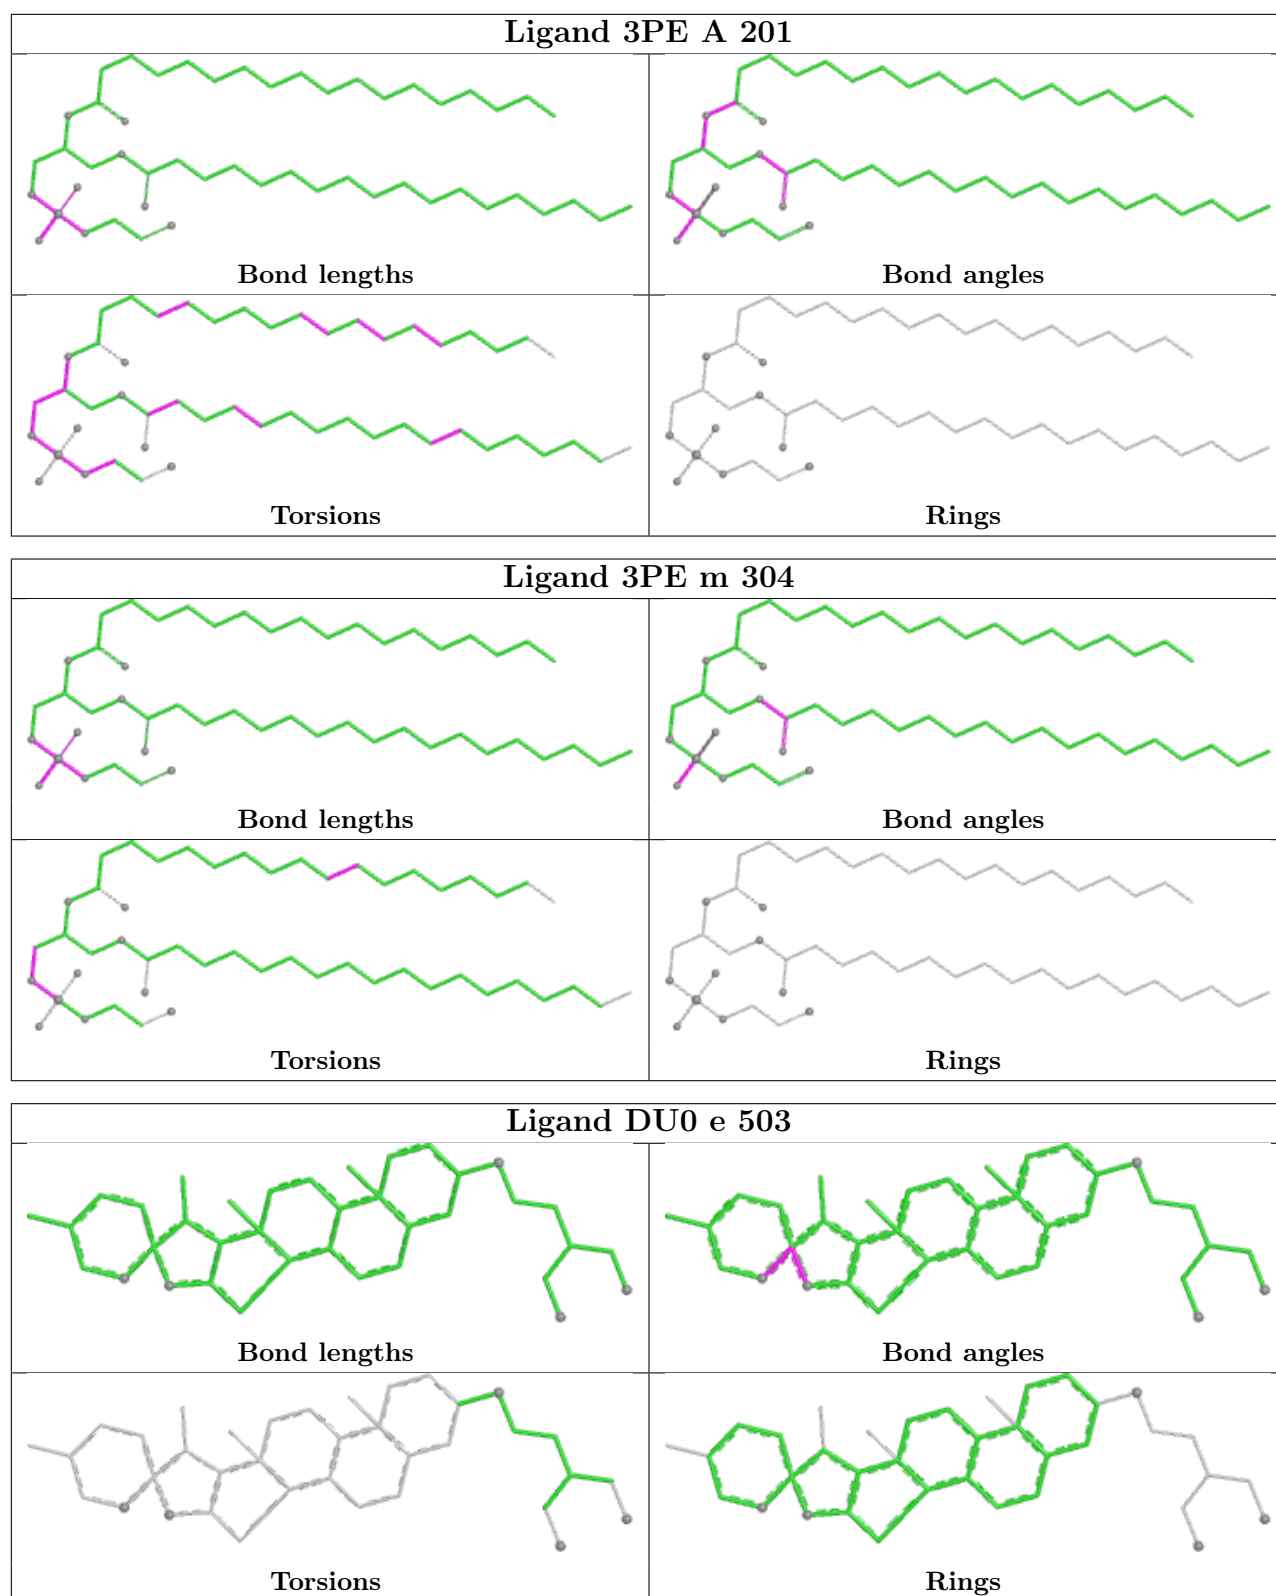 Ligand 3PE A 201
Bond lengths
Bond angles
Torsions
Rings
Ligand 3PE m 304
Bond lengths
Bond angles
Torsions
Rings
Ligand DU0 e 503
Bond lengths
Bond angles
Torsions
Rings